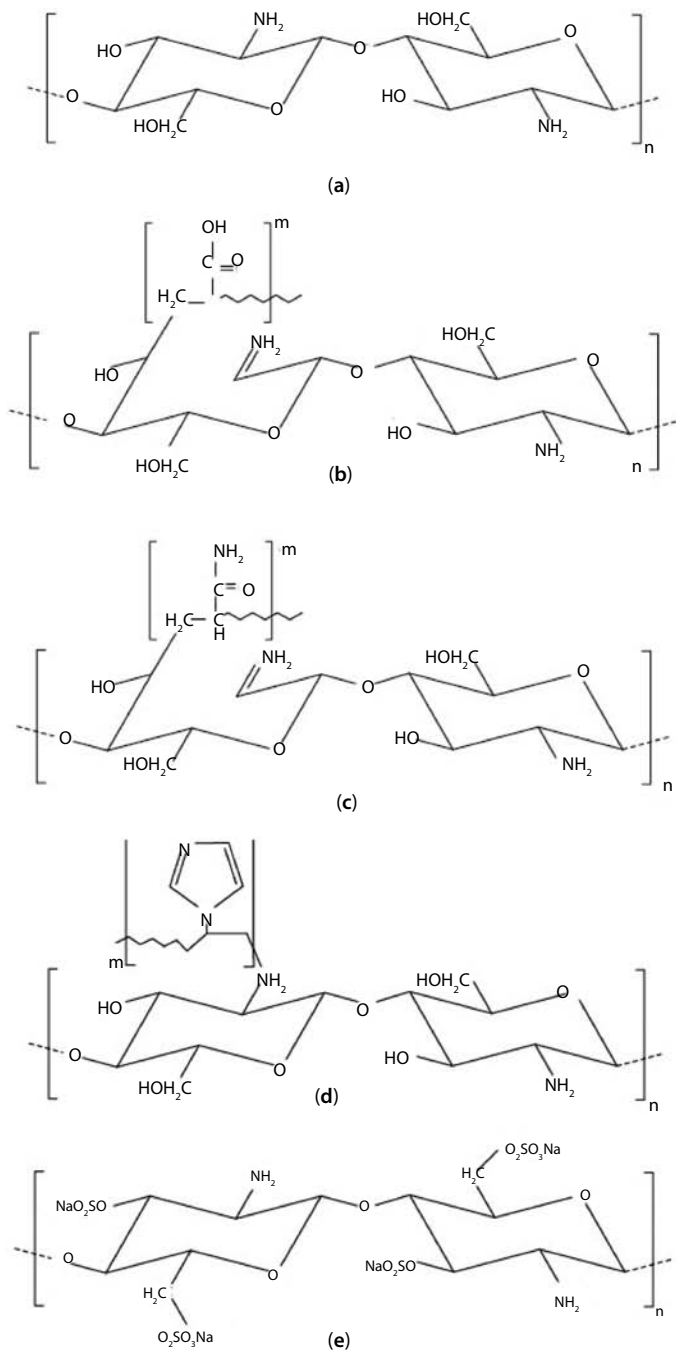 NH₂ HOH₂C O
HO O
O O HO
HOH₂C NH₂
n
(a)
OH m
C O
H₂C
HO NH₂ HOH₂C O
O
O O HO
HOH₂C NH₂ n
(b)
NH₂ m
C O
H₂C C
H
HO NH₂ HOH₂C O
O
O O HO
HOH₂C NH₂
n
(c)
N
N
m
NH₂ HOH₂C O
HO O
O O HO
HOH₂C NH₂
n
(d)
O₂SO₃Na
H₂C
NH₂ O
NaO₂SO O
O O NaO₂SO
H₂C NH₂
n
O₂SO₃Na
(e)